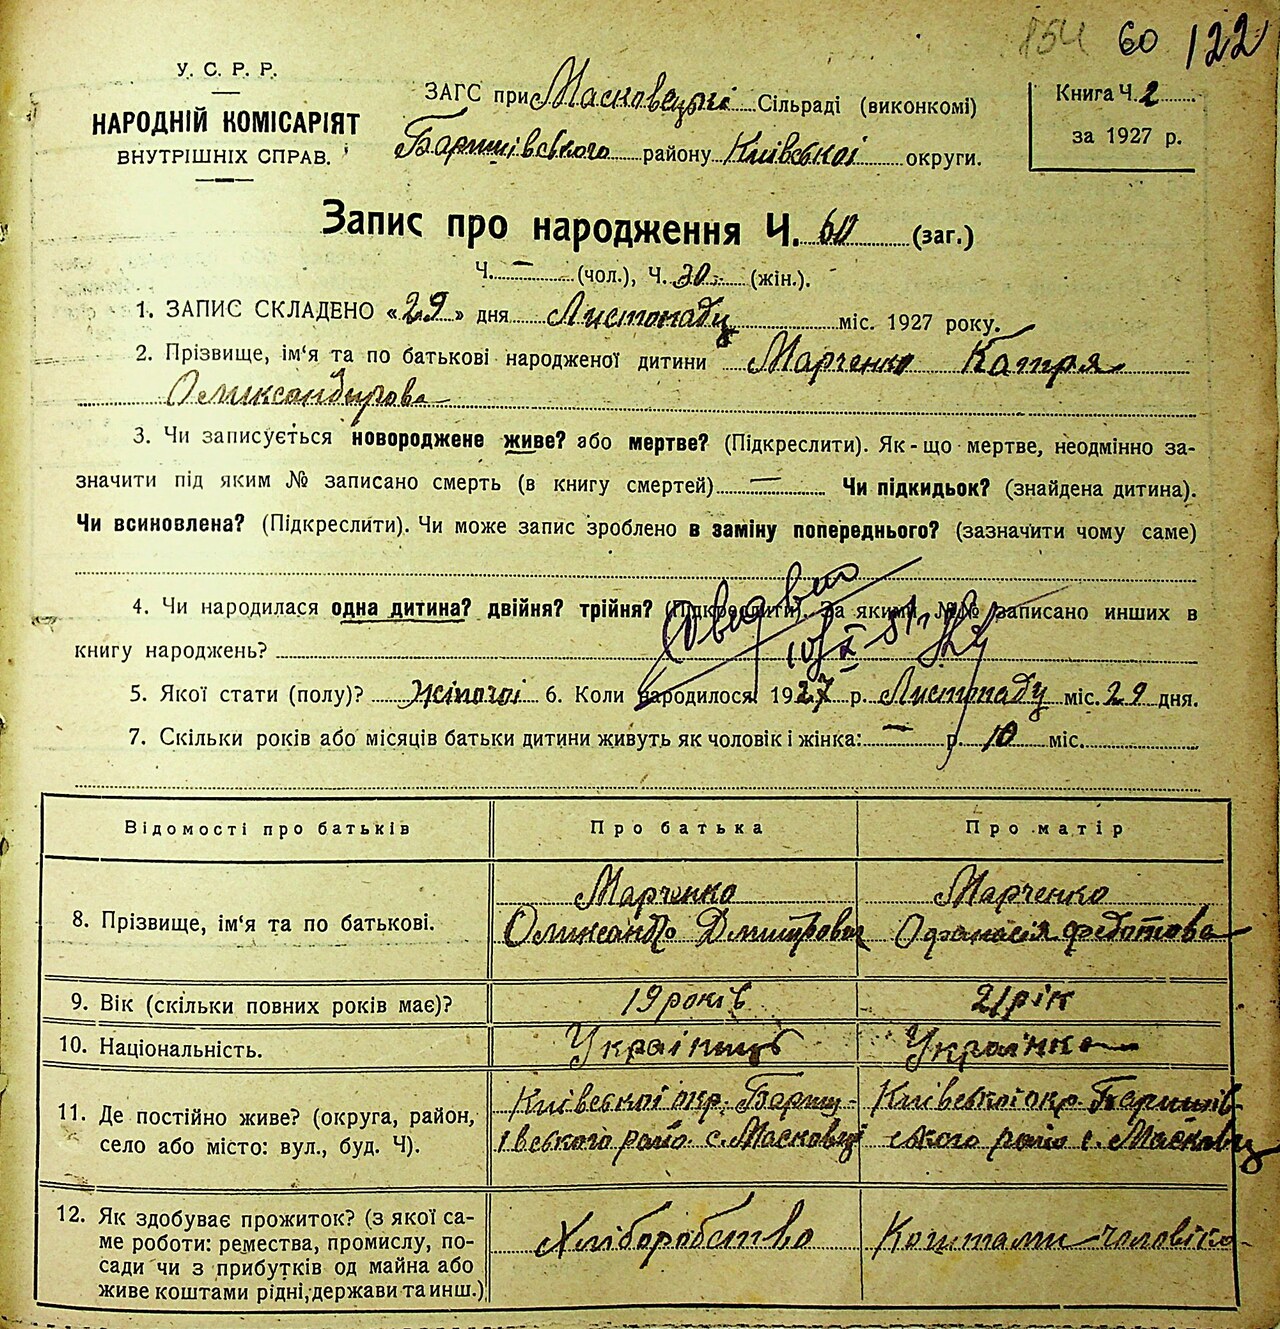 154 60 122
У. С. Р. Р.
НАРОДНІЙ КОМІСАРІЯТ
ВНУТРІШНІХ СПРАВ.
ЗАГС при Масковецькі Сільраді (виконкомі)
Баришівського району Київської округи.
Книга Ч. 2
за 1927 р.
Запис про народження Ч. 60 (заг.)
Ч. — (чол.), Ч. 30 (жін.).
1. ЗАПИС СКЛАДЕНО «29» дня Листопаду міс. 1927 року.
2. Прізвище, ім'я та по батькові народженої дитини Марченко Катря
Олександрова
3. Чи записується новороджене живе? або мертве? (Підкреслити). Як-що мертве, неодмінно за-
значити під яким № записано смерть (в книгу смертей) — Чи підкидьок? (знайдена дитина).
Чи всиновлена? (Підкреслити). Чи може запис зроблено в заміну попереднього? (зазначити чому саме)
4. Чи народилася одна дитина? двійня? трійня? (Підкреслити). За якими №№ записано инших в
книгу народжень?
5. Якої стати (полу)? Жіночої 6. Коли народилося 1927 р. Листопаду міс. 29 дня.
7. Скільки років або місяців батьки дитини живуть як чоловік і жінка: — р. 10 міс.
Відомості про батьків Про батька Про матір
8. Прізвище, ім'я та по батькові.
Марченко
Олександр Дмитрович
Марченко
Офанасія Федотова
9. Вік (скільки повних років має)? 19 років 21 рік
10. Національність. Українець Українка
11. Де постійно живе? (округа, район,
село або місто: вул., буд. Ч).
Київської окр. Бариш-
івського райо. с. Масковці
Київської окр. Баришів-
ського райо с. Масковці
12. Як здобуває прожиток? (з якої са-
ме роботи: ремества, промислу, по-
сади чи з прибутків од майна або
живе коштами рідні, держави та инш.)
Хліборобство
Коштами чоловіка